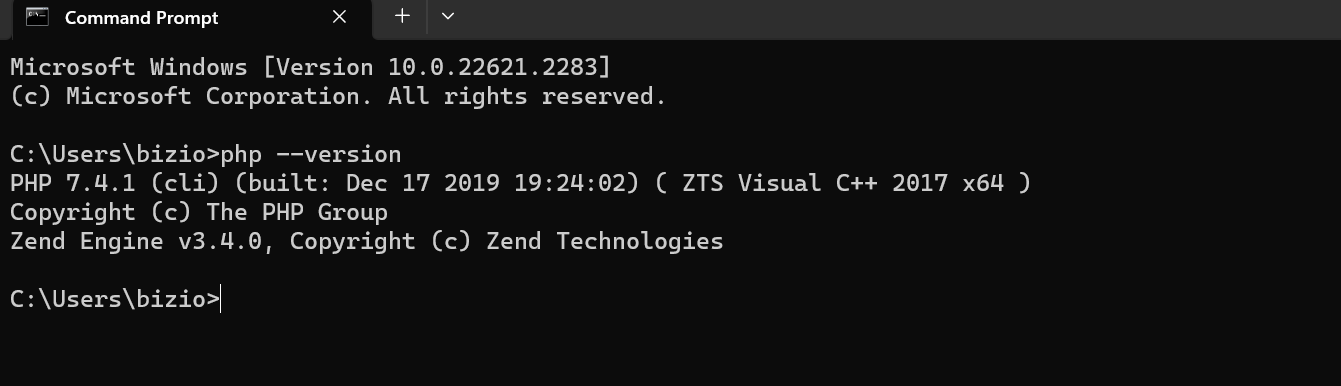 Command Prompt
Microsoft Windows [Version 10.0.22621.2283]
(c) Microsoft Corporation. All rights reserved.
C:\Users\bizio>php --version
PHP 7.4.1 (cli) (built: Dec 17 2019 19:24:02) ( ZTS Visual C++ 2017 x64 )
Copyright (c) The PHP Group
Zend Engine v3.4.0, Copyright (c) Zend Technologies
C:\Users\bizio>